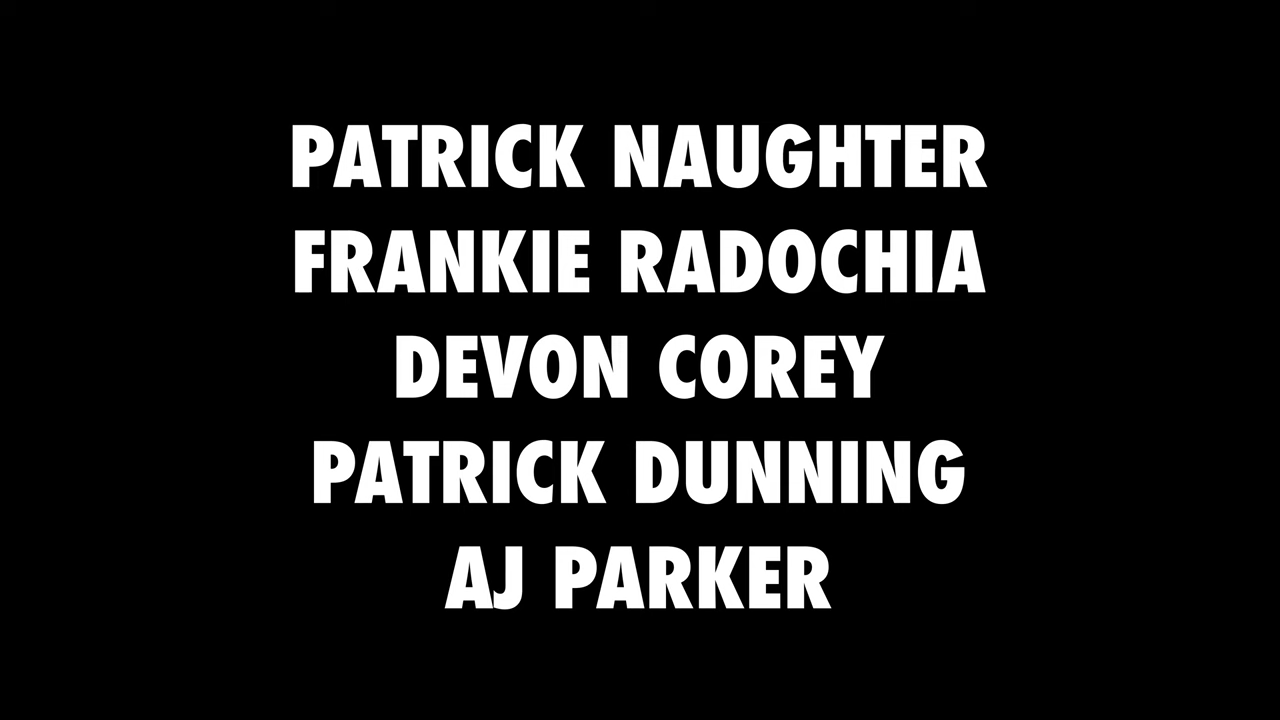 PATRICK NAUGHTER
FRANKIE RADOCHIA
DEVON COREY
PATRICK DUNNING
AJ PARKER